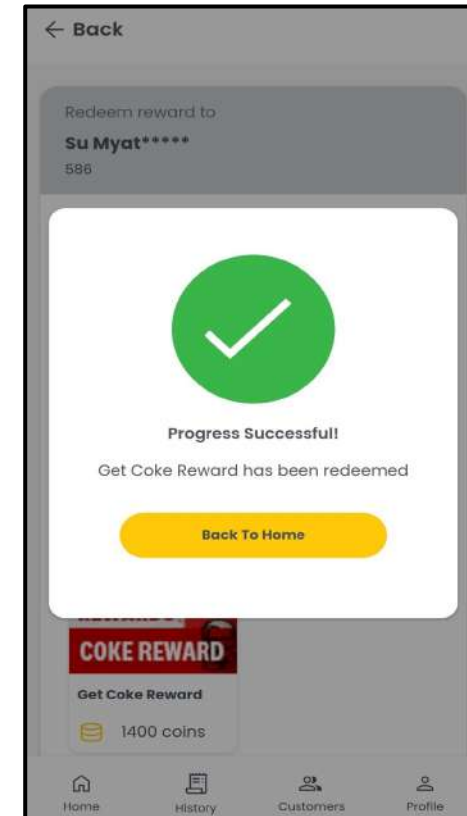 Back
Redeem reward to
Su Myat*****
586
Progress Successful!
Get Coke Reward has been redeemed
Back To Home
COKE REWARD
Get Coke Reward
1400 coins
Home History Customers Profile